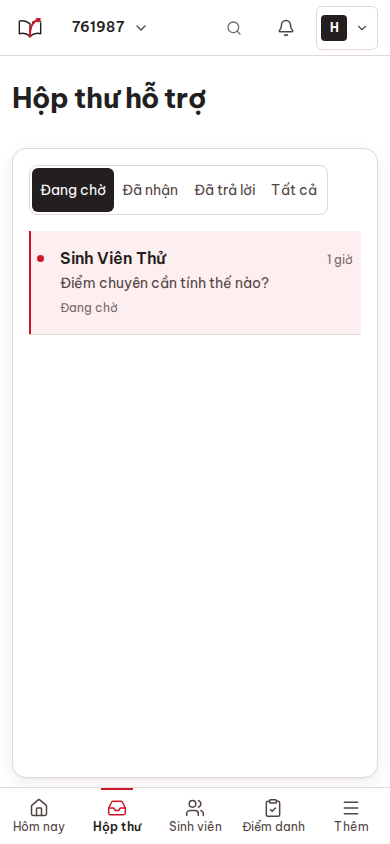 761987
H
Hộp thư hỗ trợ
Đang chờ Đã nhận Đã trả lời Tất cả
Sinh Viên Thử 1 giờ
Điểm chuyên cần tính thế nào?
Đang chờ
Hôm nay Hộp thư Sinh viên Điểm danh Thêm